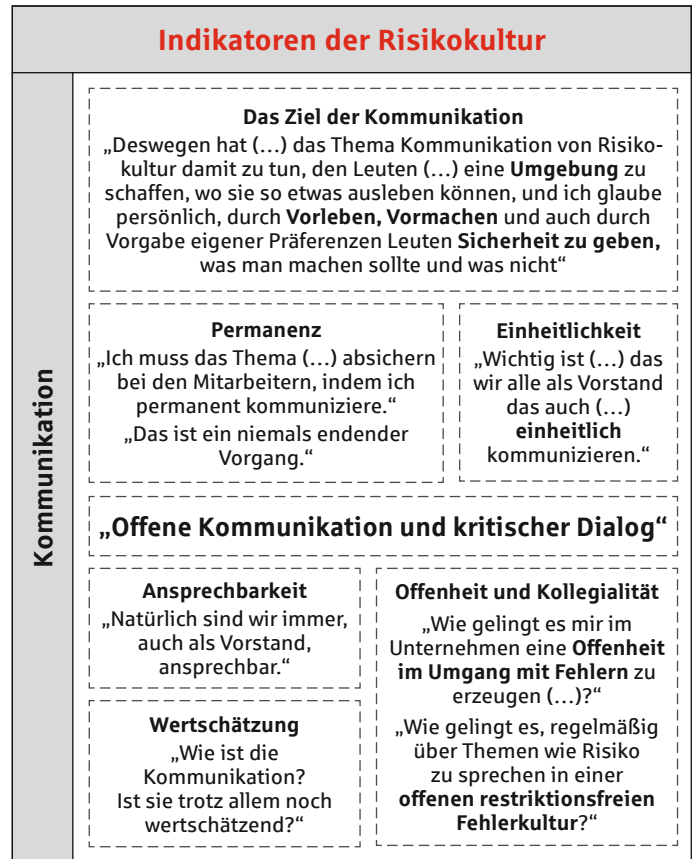 Indikatoren der Risikokultur
Kommunikation
Das Ziel der Kommunikation
„Deswegen hat (…) das Thema Kommunikation von Risiko-
kultur damit zu tun, den Leuten (…) eine Umgebung zu
schaffen, wo sie so etwas ausleben können, und ich glaube
persönlich, durch Vorleben, Vormachen und auch durch
Vorgabe eigener Präferenzen Leuten Sicherheit zu geben,
was man machen sollte und was nicht“
Permanenz
„Ich muss das Thema (…) absichern
bei den Mitarbeitern, indem ich
permanent kommuniziere.“
„Das ist ein niemals endender
Vorgang.“
Einheitlichkeit
„Wichtig ist (…) das
wir alle als Vorstand
das auch (…)
einheitlich
kommunizieren.“
„Offene Kommunikation und kritischer Dialog“
Ansprechbarkeit
„Natürlich sind wir immer,
auch als Vorstand,
ansprechbar.“
Wertschätzung
„Wie ist die
Kommunikation?
Ist sie trotz allem noch
wertschätzend?“
Offenheit und Kollegialität
„Wie gelingt es mir im
Unternehmen eine Offenheit
im Umgang mit Fehlern zu
erzeugen (…)?“
„Wie gelingt es, regelmäßig
über Themen wie Risiko
zu sprechen in einer
offenen restriktionsfreien
Fehlerkultur?“